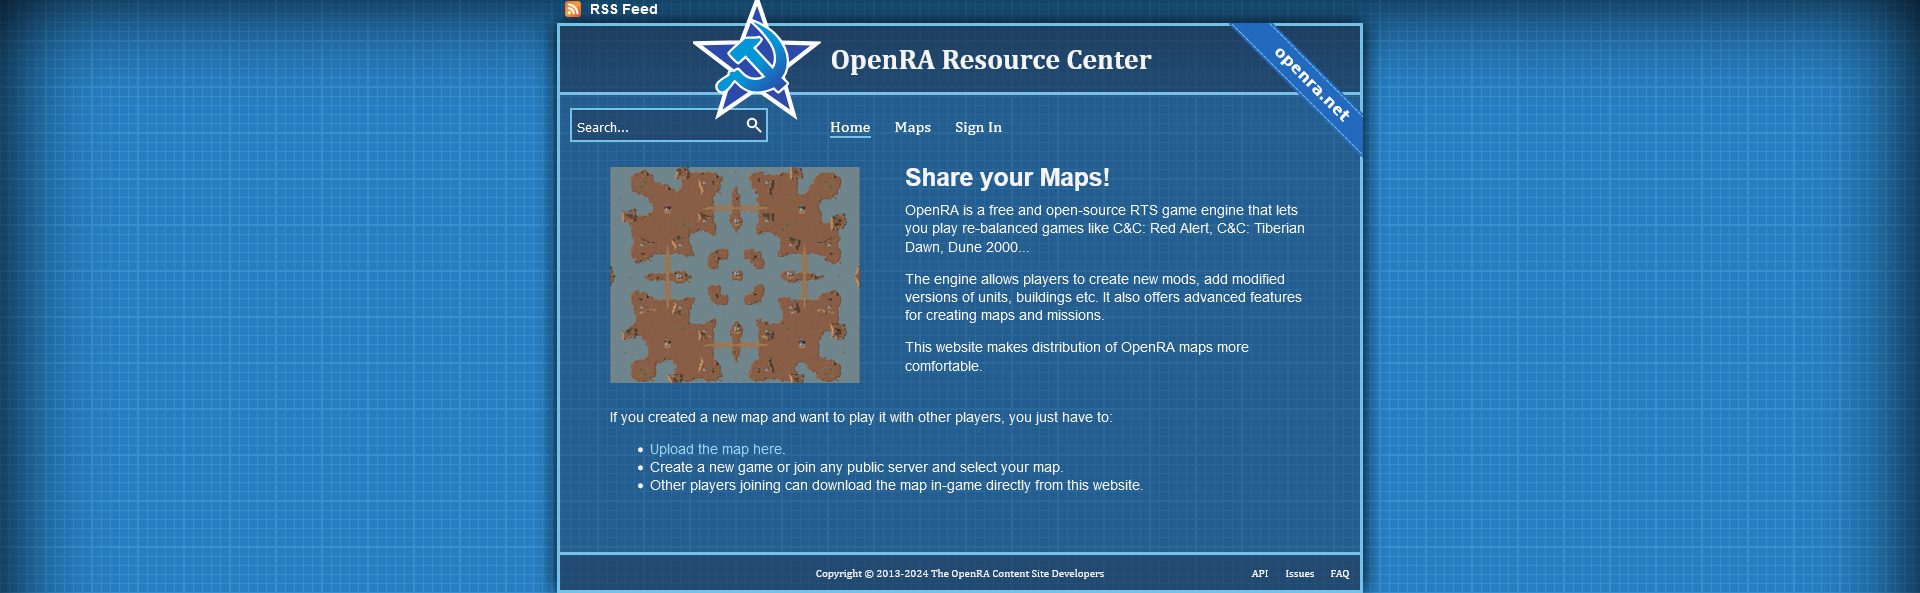 RSS Feed
OpenRA Resource Center
openra.net
Search...
Home Maps Sign In
Share your Maps!
OpenRA is a free and open-source RTS game engine that lets
you play re-balanced games like C&C: Red Alert, C&C: Tiberian
Dawn, Dune 2000...
The engine allows players to create new mods, add modified
versions of units, buildings etc. It also offers advanced features
for creating maps and missions.
This website makes distribution of OpenRA maps more
comfortable.
If you created a new map and want to play it with other players, you just have to:
Upload the map here.
Create a new game or join any public server and select your map.
Other players joining can download the map in-game directly from this website.
Copyright © 2013-2024 The OpenRA Content Site Developers
API Issues FAQ